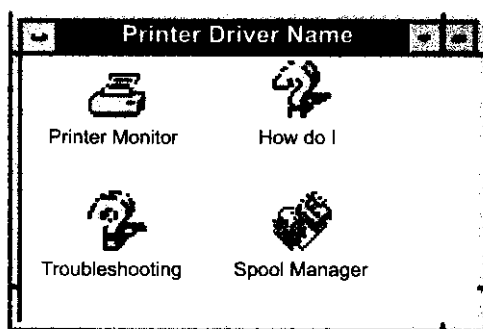 Printer Driver Name
Printer Monitor
How do I
Troubleshooting
Spool Manager